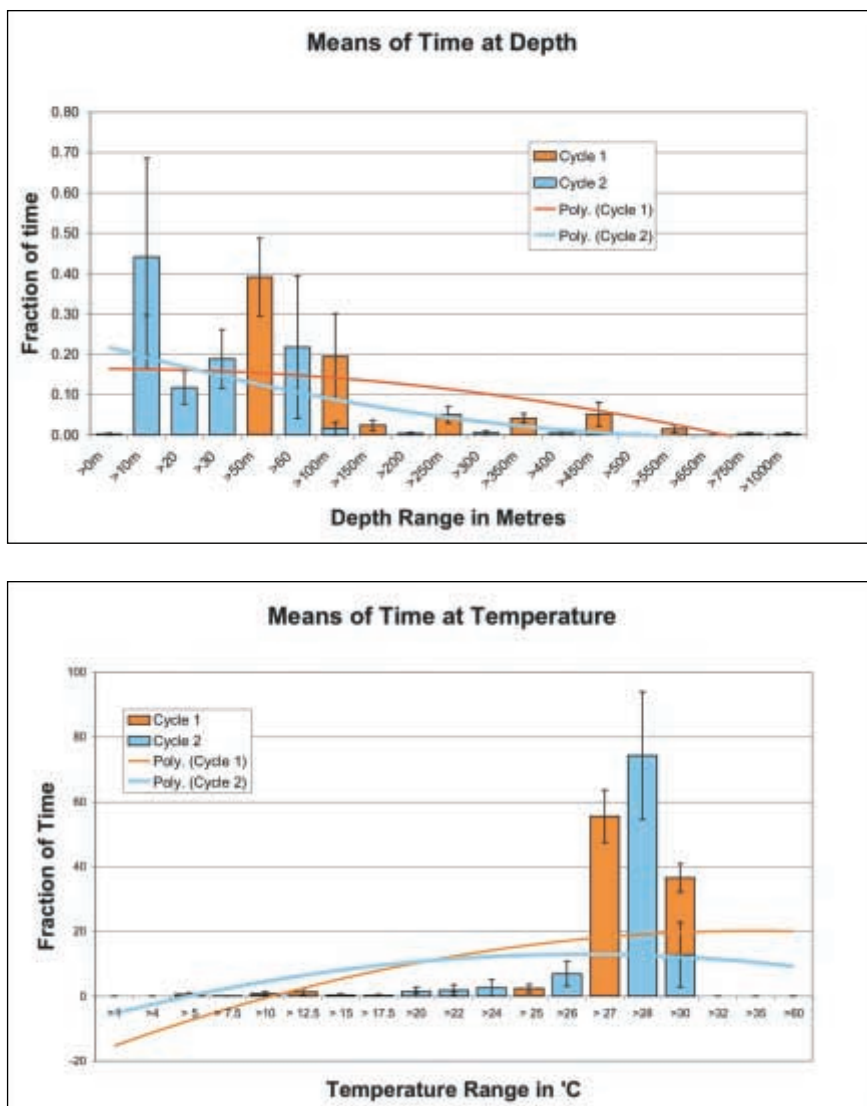 Means of Time at Depth
0.80
0.70
0.60
0.50
0.40
0.30
0.20
0.10
0.00
Fraction of time
Cycle 1
Cycle 2
Poly. (Cycle 1)
Poly. (Cycle 2)
>0m >10m >20 >30 >50m >60 >100m >150m >200 >250m >300 >350m >400 >450m >500 >550m >650m >750m >1000m
Depth Range in Metres
Means of Time at Temperature
100
80
60
40
20
0
-20
Fraction of Time
Cycle 1
Cycle 2
Poly. (Cycle 1)
Poly. (Cycle 2)
>1 >4 > 5 > 7.5 >10 > 12.5 > 15 > 17.5 >20 >22 >24 > 25 >26 > 27 >28 >30 >32 >35 >60
Temperature Range in 'C